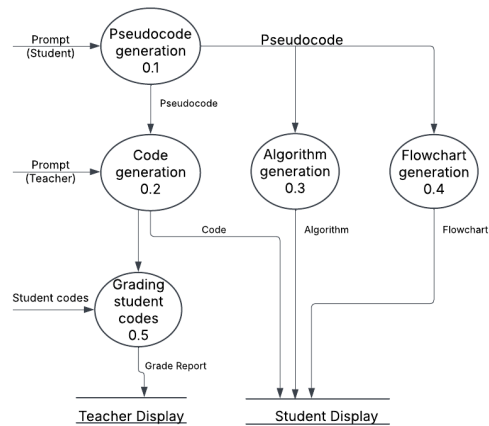 Prompt
(Student)
Pseudocode
generation
0.1
Pseudocode
Pseudocode
Prompt
(Teacher)
Code
generation
0.2
Algorithm
generation
0.3
Flowchart
generation
0.4
Code
Algorithm
Flowchart
Student codes
Grading
student
codes
0.5
Grade Report
Teacher Display
Student Display